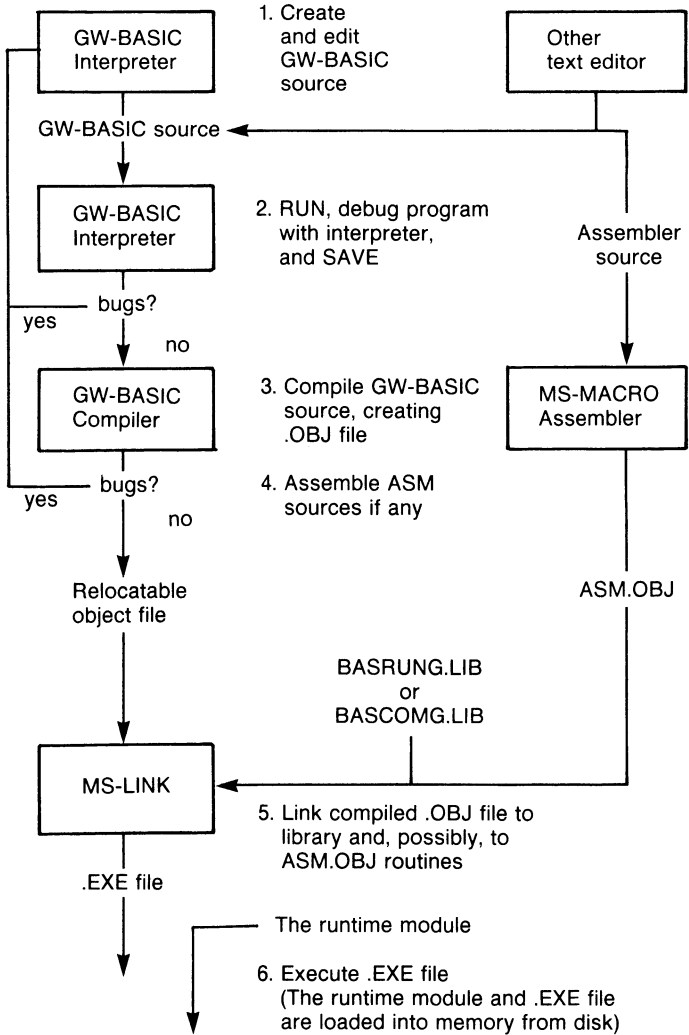 GW-BASIC
Interpreter
1. Create
and edit
GW-BASIC
source
Other
text editor
GW-BASIC source
GW-BASIC
Interpreter
2. RUN, debug program
with interpreter,
and SAVE
Assembler
source
bugs?
yes
no
GW-BASIC
Compiler
3. Compile GW-BASIC
source, creating
.OBJ file
MS-MACRO
Assembler
bugs?
yes
no
4. Assemble ASM
sources if any
Relocatable
object file
ASM.OBJ
BASRUNG.LIB
or
BASCOMG.LIB
MS-LINK
5. Link compiled .OBJ file to
library and, possibly, to
ASM.OBJ routines
.EXE file
The runtime module
6. Execute .EXE file
(The runtime module and .EXE file
are loaded into memory from disk)